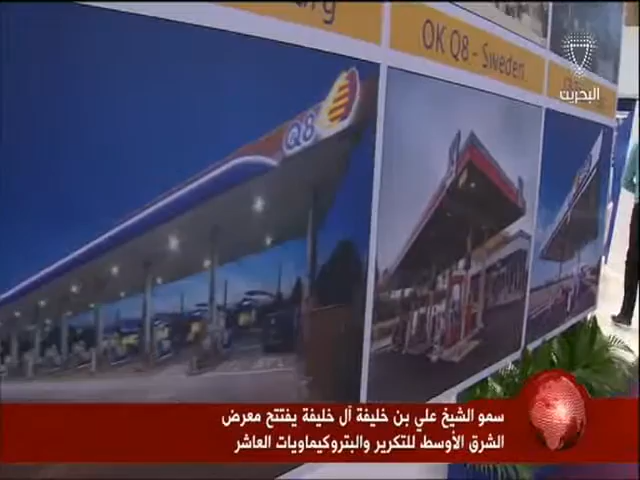 OK Q8 - Sweden
البحرين
Q8
سمو الشيخ علي بن خليفة آل خليفة يفتتح معرض
الشرق الأوسط للتكرير والبتروكيماويات العاشر